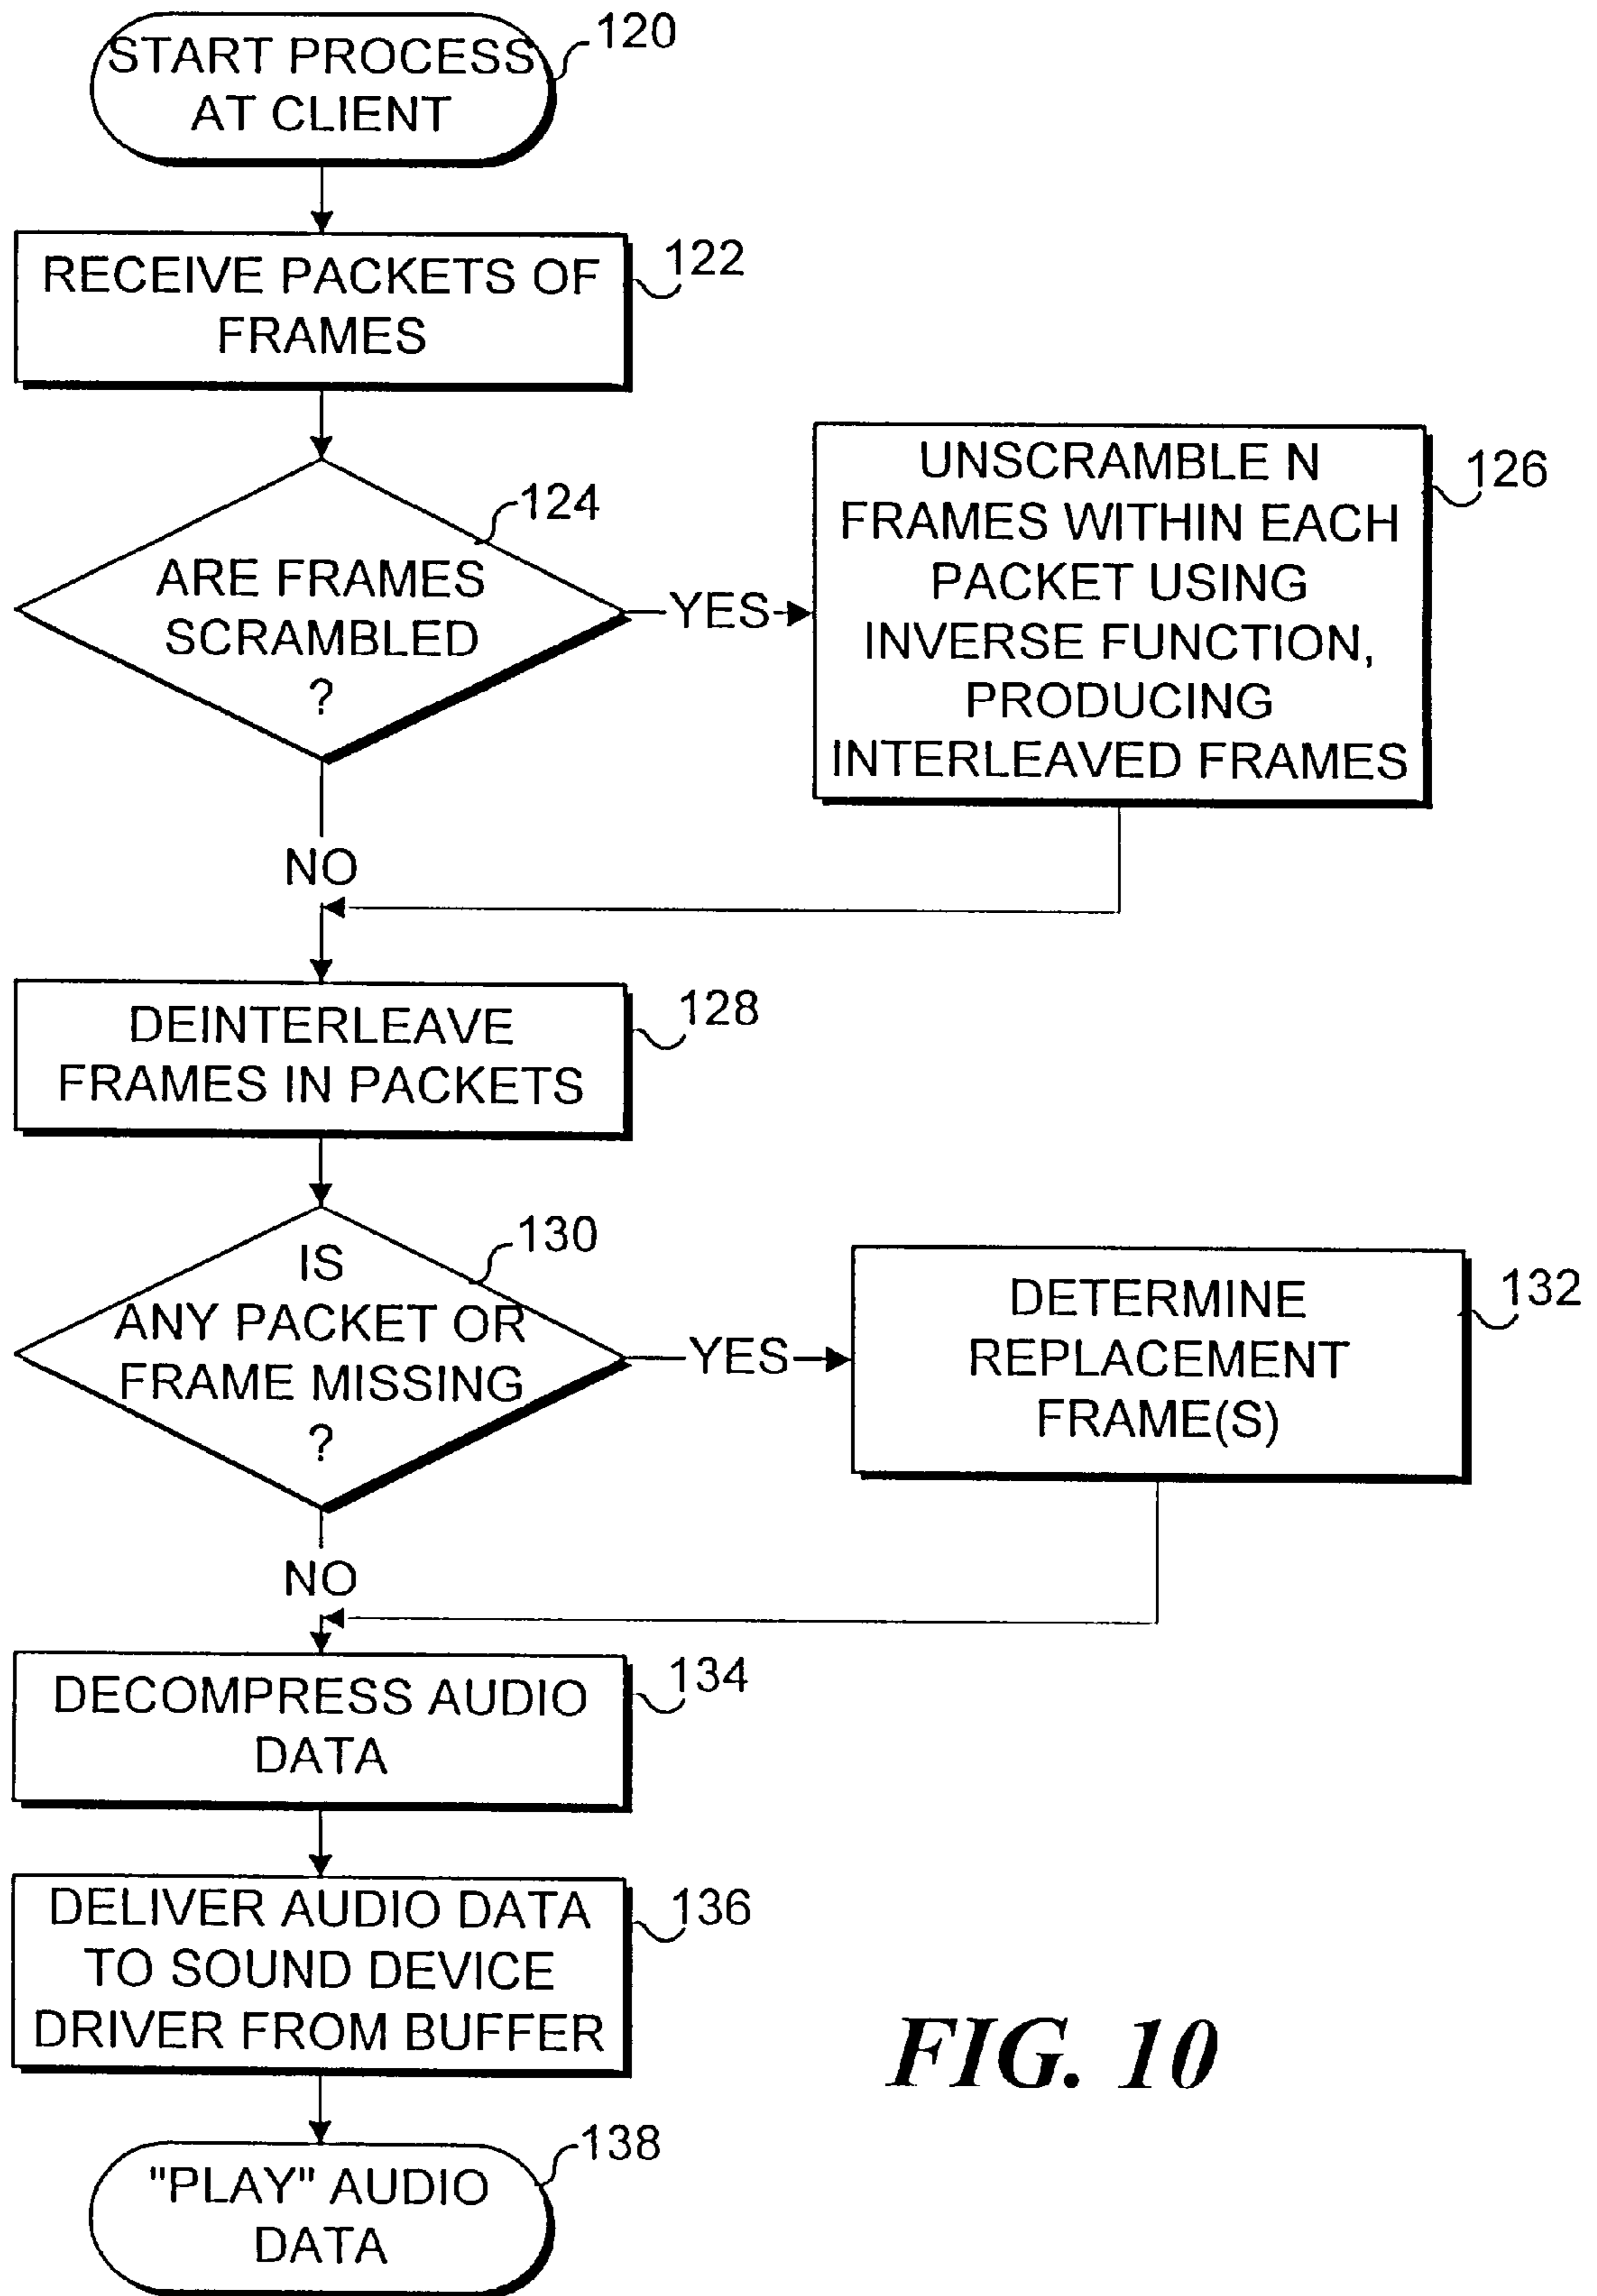 START PROCESS
AT CLIENT
120
RECEIVE PACKETS OF
FRAMES
122
124
ARE FRAMES
SCRAMBLED
?
YES
UNSCRAMBLE N
FRAMES WITHIN EACH
PACKET USING
INVERSE FUNCTION,
PRODUCING
INTERLEAVED FRAMES
126
NO
DEINTERLEAVE
FRAMES IN PACKETS
128
130
IS
ANY PACKET OR
FRAME MISSING
?
YES
DETERMINE
REPLACEMENT
FRAME(S)
132
NO
DECOMPRESS AUDIO
DATA
134
DELIVER AUDIO DATA
TO SOUND DEVICE
DRIVER FROM BUFFER
136
"PLAY" AUDIO
DATA
138
FIG. 10